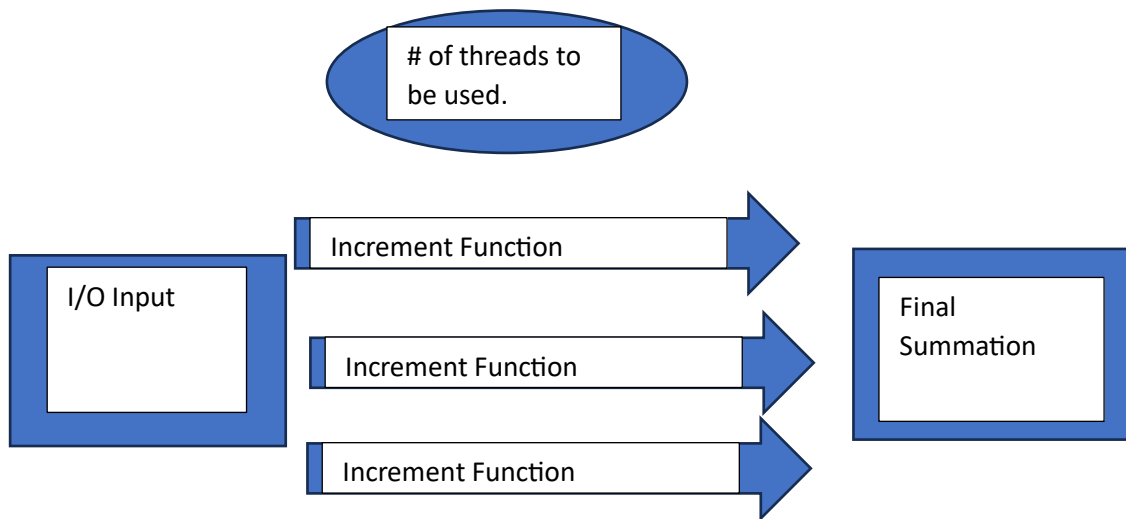 # of threads to
be used.
Increment Function
I/O Input
Final
Summation
Increment Function
Increment Function